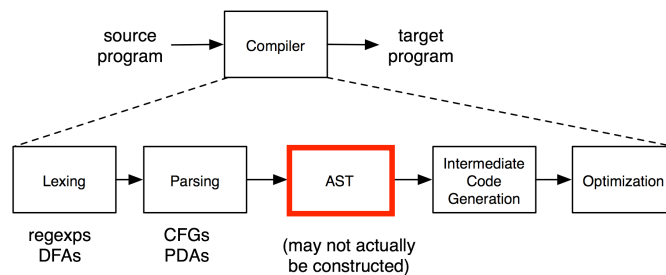 source
program
Compiler
target
program
Lexing
Parsing
AST
Intermediate
Code
Generation
Optimization
regexps
DFAs
CFGs
PDAs
(may not actually
be constructed)